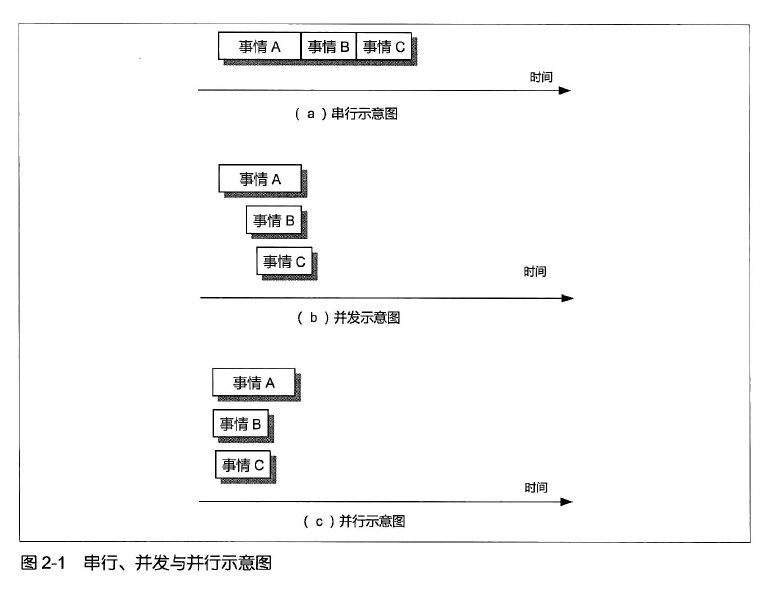 事情 A 事情 B 事情 C
时间
( a )串行示意图
事情 A
事情 B
事情 C
时间
( b )并发示意图
事情 A
事情 B
事情 C
时间
( c )并行示意图
图 2-1 串行、并发与并行示意图